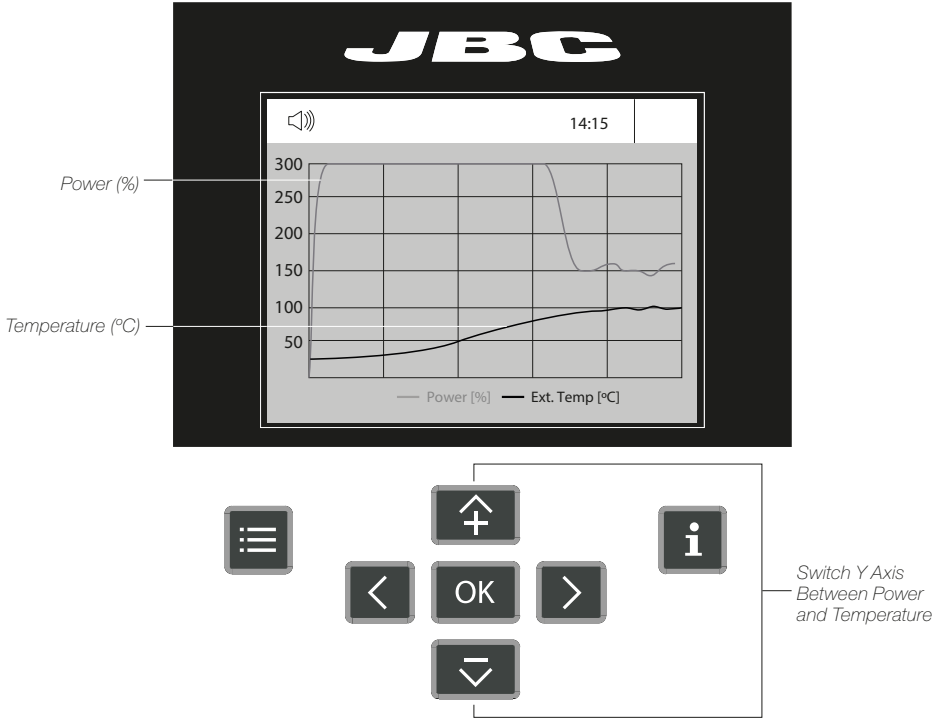 JBC
14:15
300
Power (%)
250
200
150
100
Temperature (ºC)
50
Power [%] Ext. Temp [ºC]
i
OK
Switch Y Axis
Between Power
and Temperature